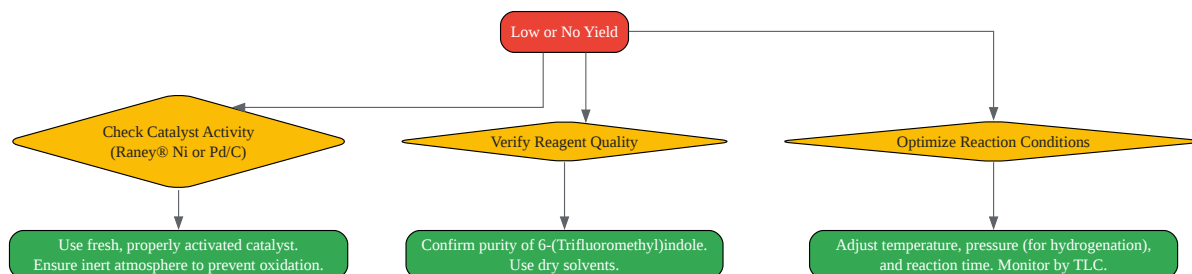 Low or No Yield
Check Catalyst Activity
(Raney® Ni or Pd/C)
Verify Reagent Quality
Optimize Reaction Conditions
Use fresh, properly activated catalyst.
Ensure inert atmosphere to prevent oxidation.
Confirm purity of 6-(Trifluoromethyl)indole.
Use dry solvents.
Adjust temperature, pressure (for hydrogenation),
and reaction time. Monitor by TLC.